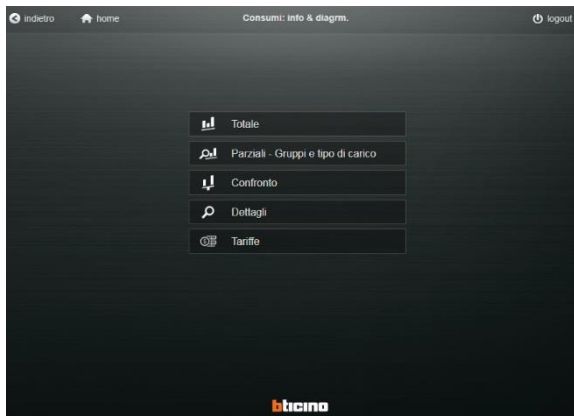 indietro home Consumi: info & diagrm. logout
Totale
Parziali - Gruppi e tipo di carico
Confronto
Dettagli
Tariffe
bticino